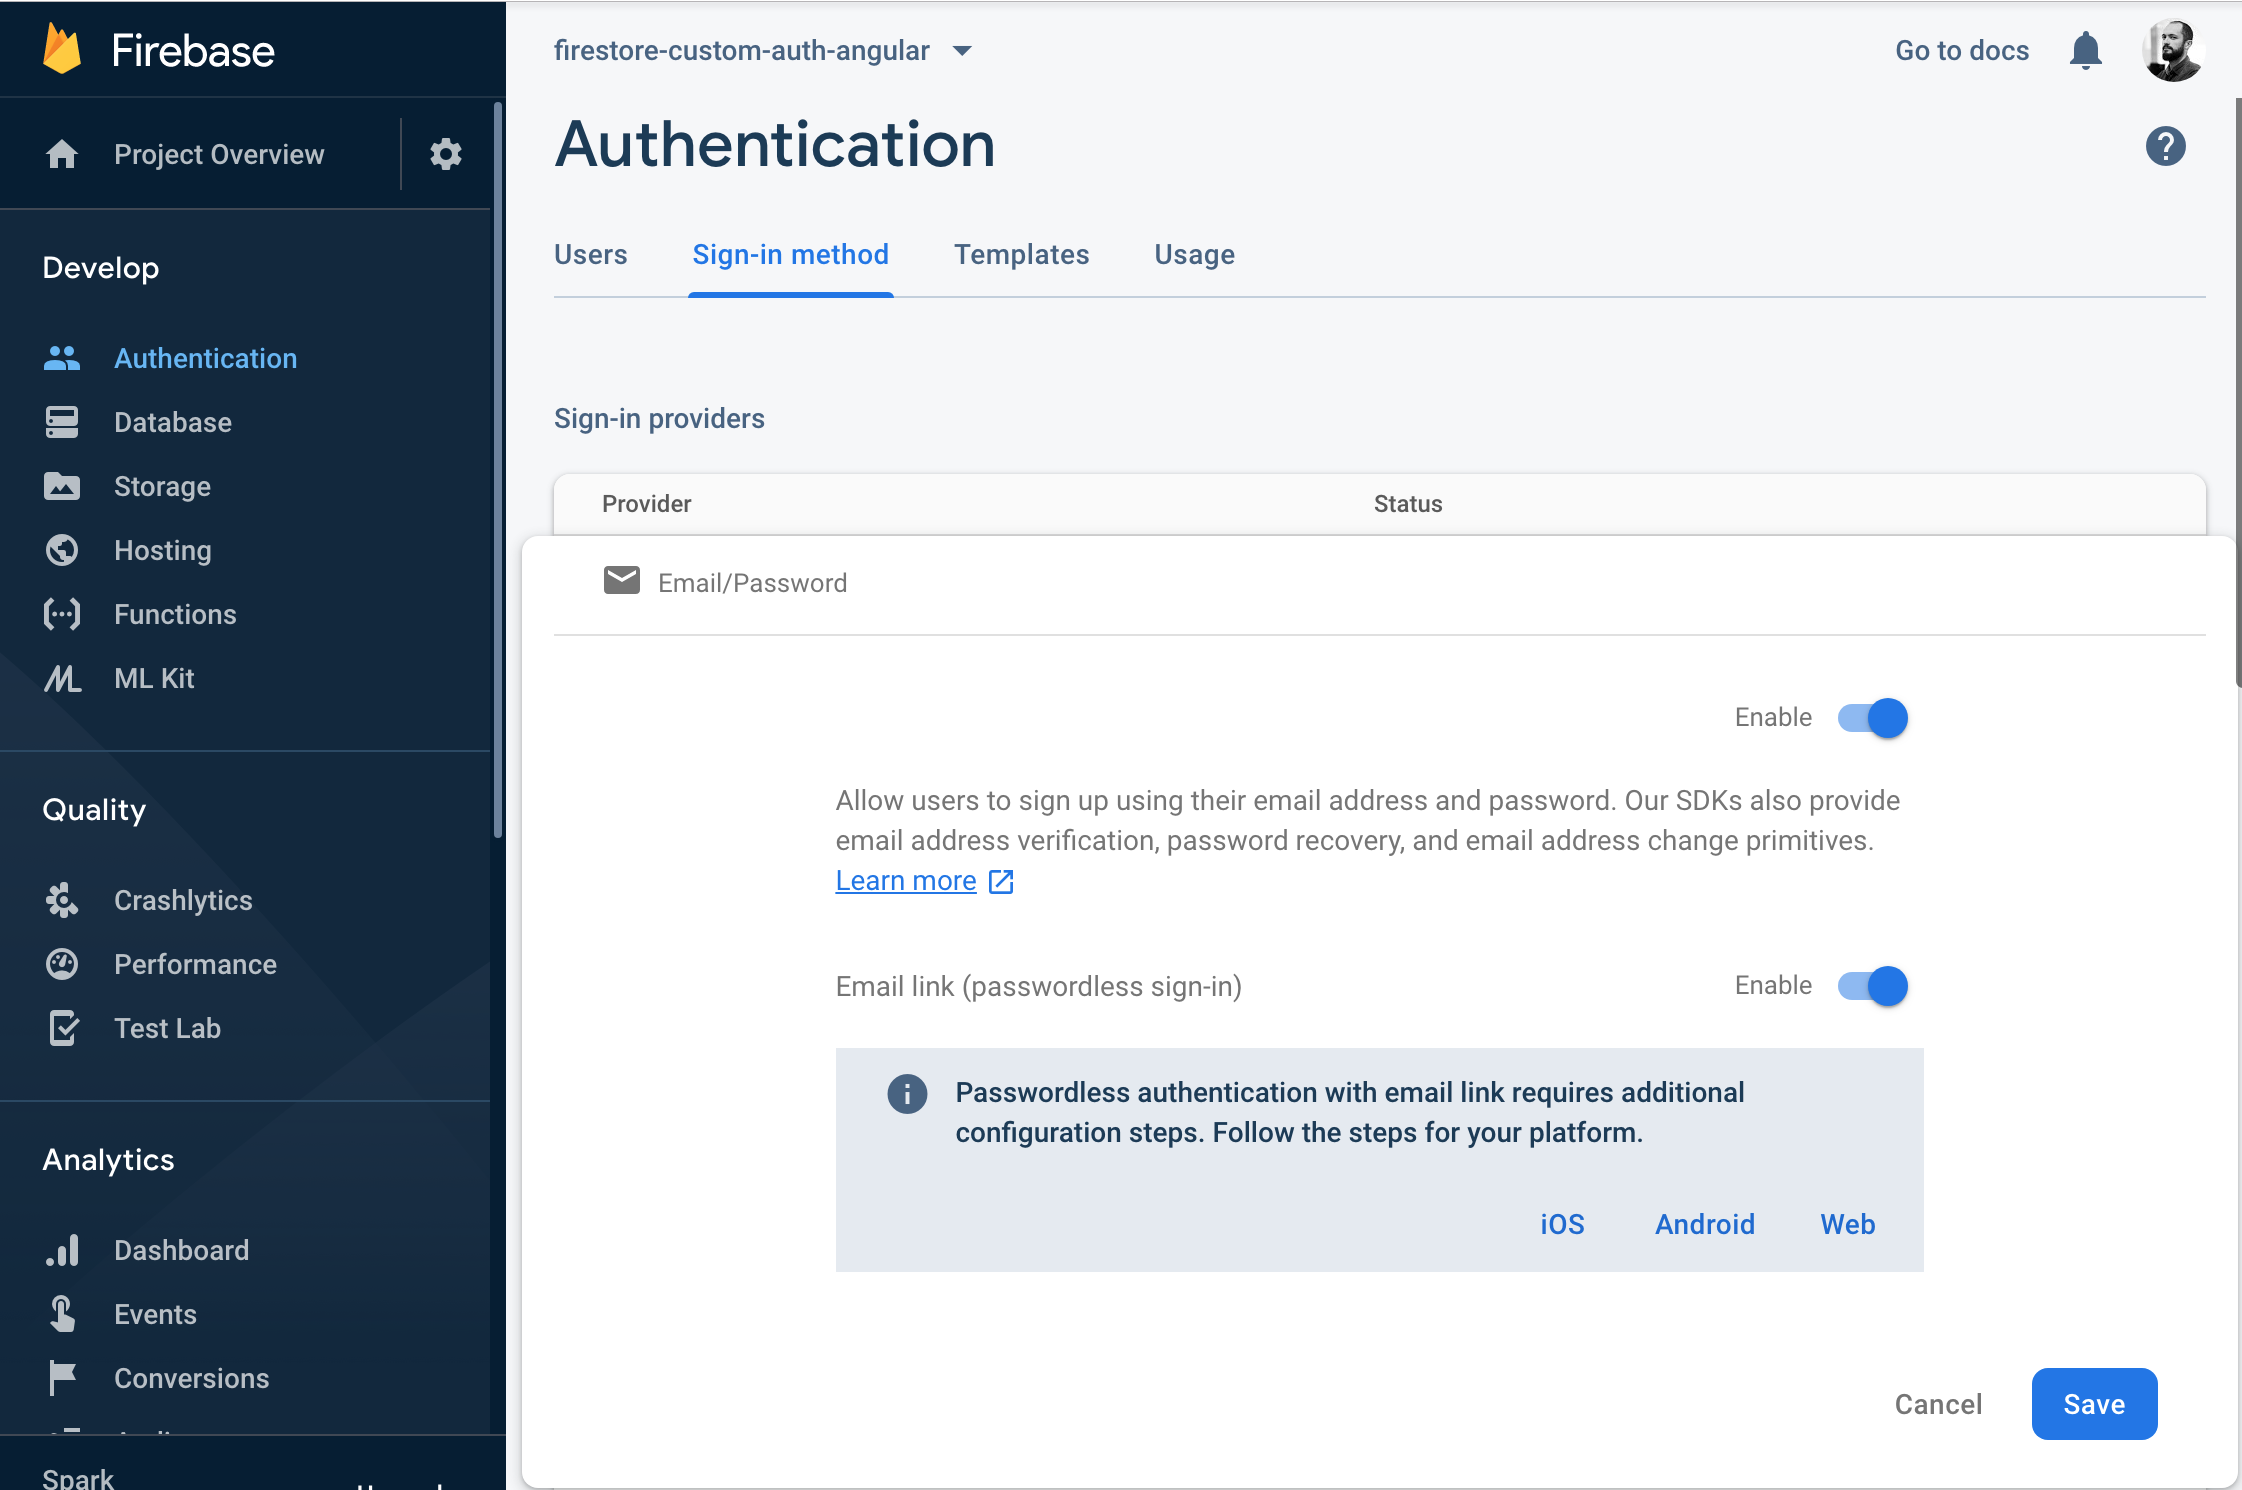 Firebase
Project Overview
Develop
Authentication
Database
Storage
Hosting
Functions
ML Kit
Quality
Crashlytics
Performance
Test Lab
Analytics
Dashboard
Events
Conversions
Spark
firestore-custom-auth-angular
Go to docs
Authentication
Users Sign-in method Templates Usage
Sign-in providers
Provider Status
Email/Password
Enable
Allow users to sign up using their email address and password. Our SDKs also provide
email address verification, password recovery, and email address change primitives.
Learn more
Email link (passwordless sign-in) Enable
Passwordless authentication with email link requires additional
configuration steps. Follow the steps for your platform.
iOS Android Web
Cancel Save